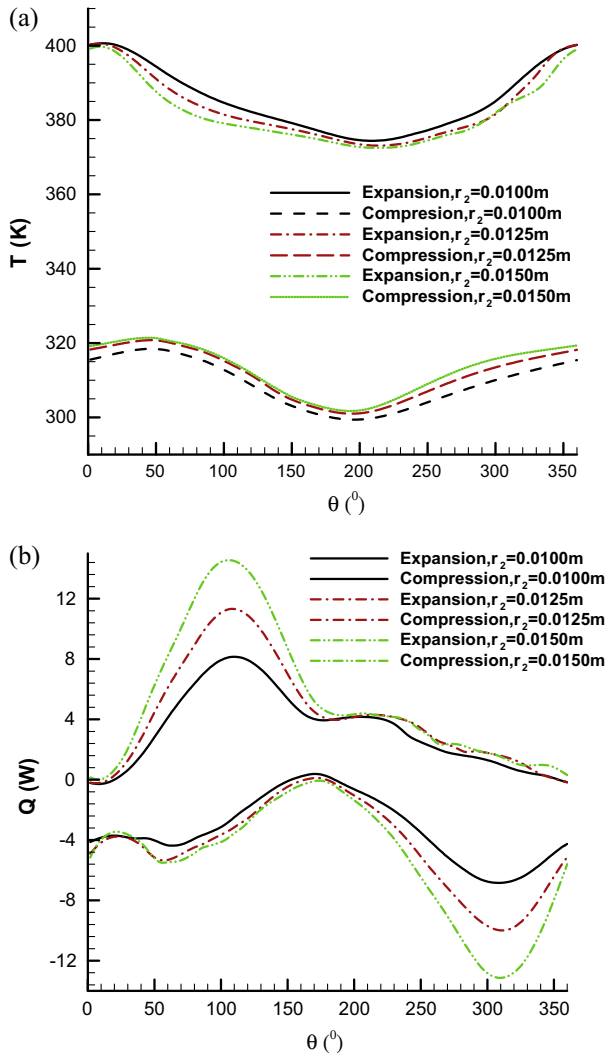 (a)
400
380
360
340
320
300
T (K)
Expansion,r₂=0.0100m
Compresion,r₂=0.0100m
Expansion,r₂=0.0125m
Compression,r₂=0.0125m
Expansion,r₂=0.0150m
Compression,r₂=0.0150m
0 50 100 150 200 250 300 350
θ (⁰)
(b)
12
8
4
0
-4
-8
-12
Q (W)
Expansion,r₂=0.0100m
Compression,r₂=0.0100m
Expansion,r₂=0.0125m
Compression,r₂=0.0125m
Expansion,r₂=0.0150m
Compression,r₂=0.0150m
0 50 100 150 200 250 300 350
θ (⁰)